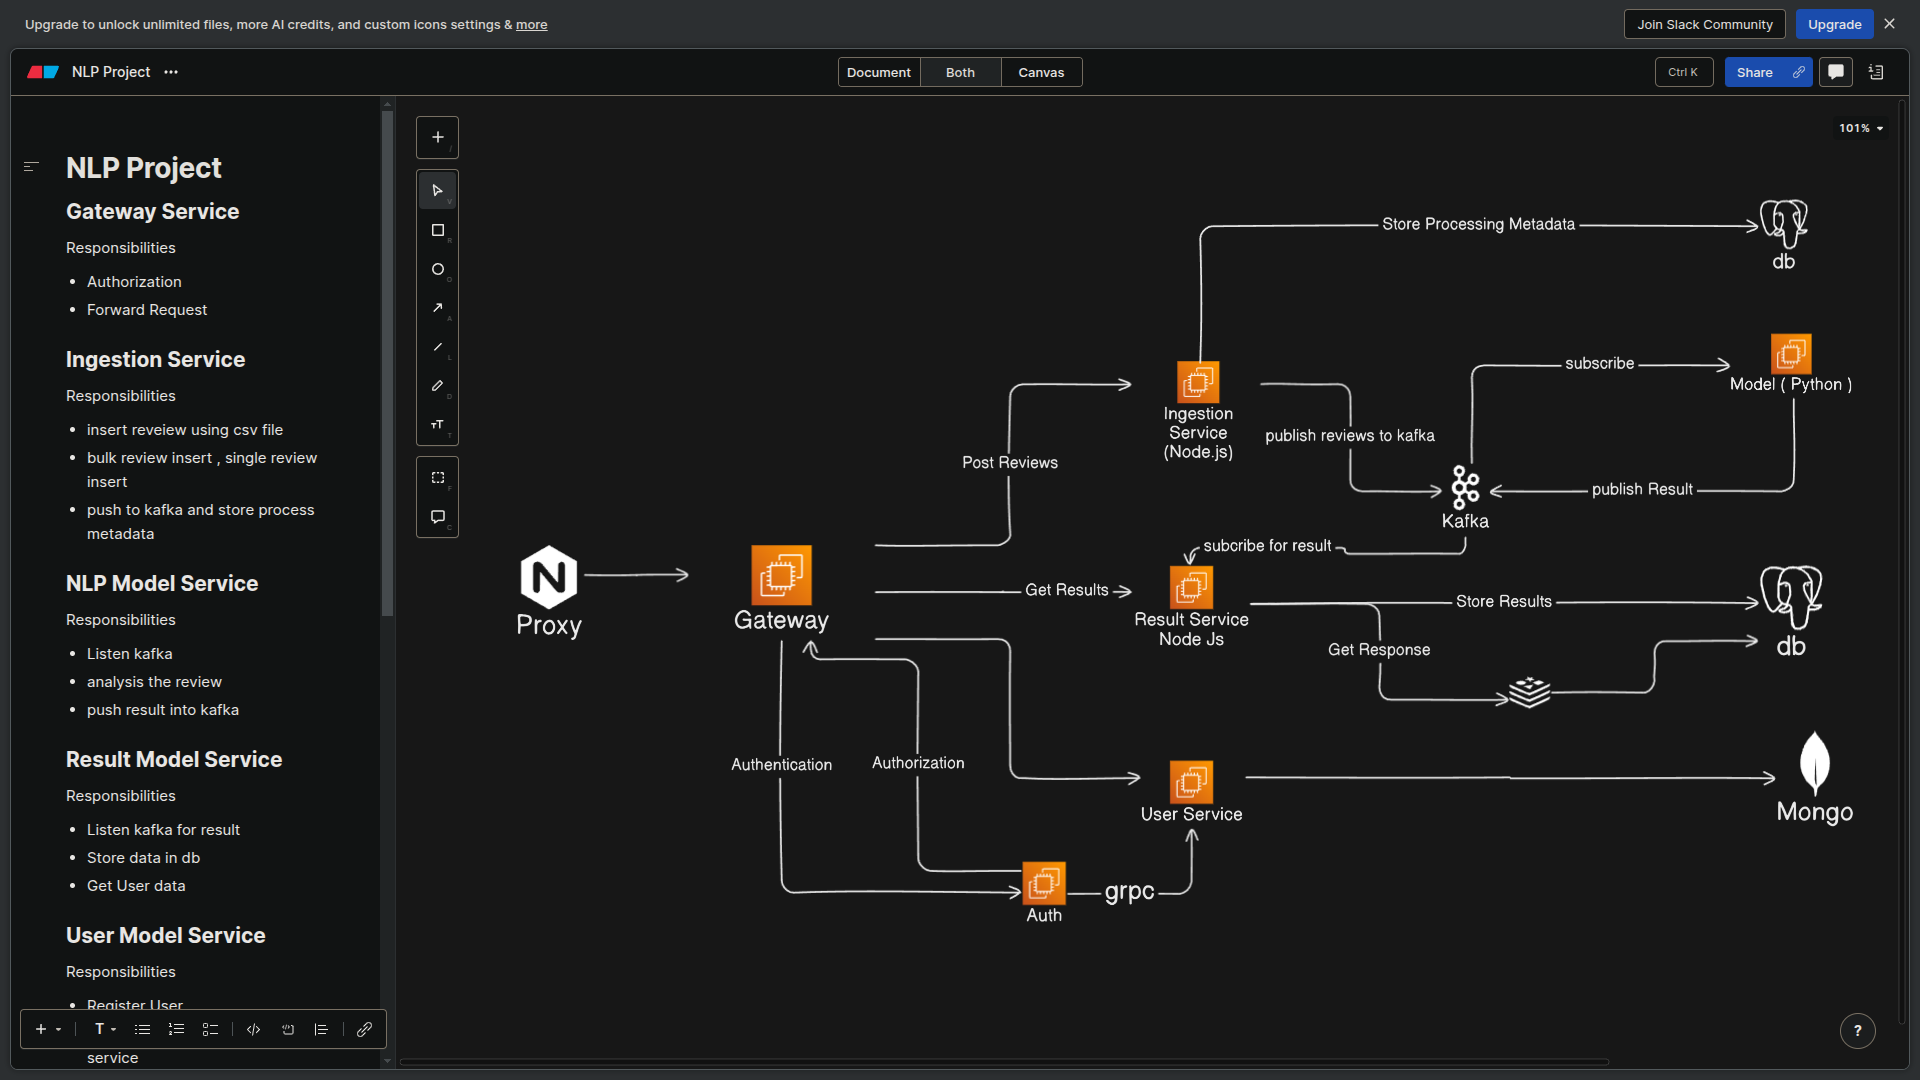 Upgrade to unlock unlimited files, more AI credits, and custom icons settings & more
Join Slack Community
Upgrade
NLP Project
Document
Both
Canvas
Ctrl K
Share
101%
NLP Project
Gateway Service
Responsibilities
Authorization
Forward Request
Ingestion Service
Responsibilities
insert reveiew using csv file
bulk review insert , single review
insert
push to kafka and store process
metadata
NLP Model Service
Responsibilities
Listen kafka
analysis the review
push result into kafka
Result Model Service
Responsibilities
Listen kafka for result
Store data in db
Get User data
User Model Service
Responsibilities
Register User
service
T
/
V
R
O
A
L
D
TT
T
F
C
Store Processing Metadata
db
subscribe
Model ( Python )
Ingestion
Service
(Node.js)
publish reviews to kafka
Post Reviews
publish Result
Kafka
subcribe for result
N
Proxy
Gateway
Get Results
Result Service
Node Js
Store Results
Get Response
db
Authentication
Authorization
User Service
Mongo
grpc
Auth
?